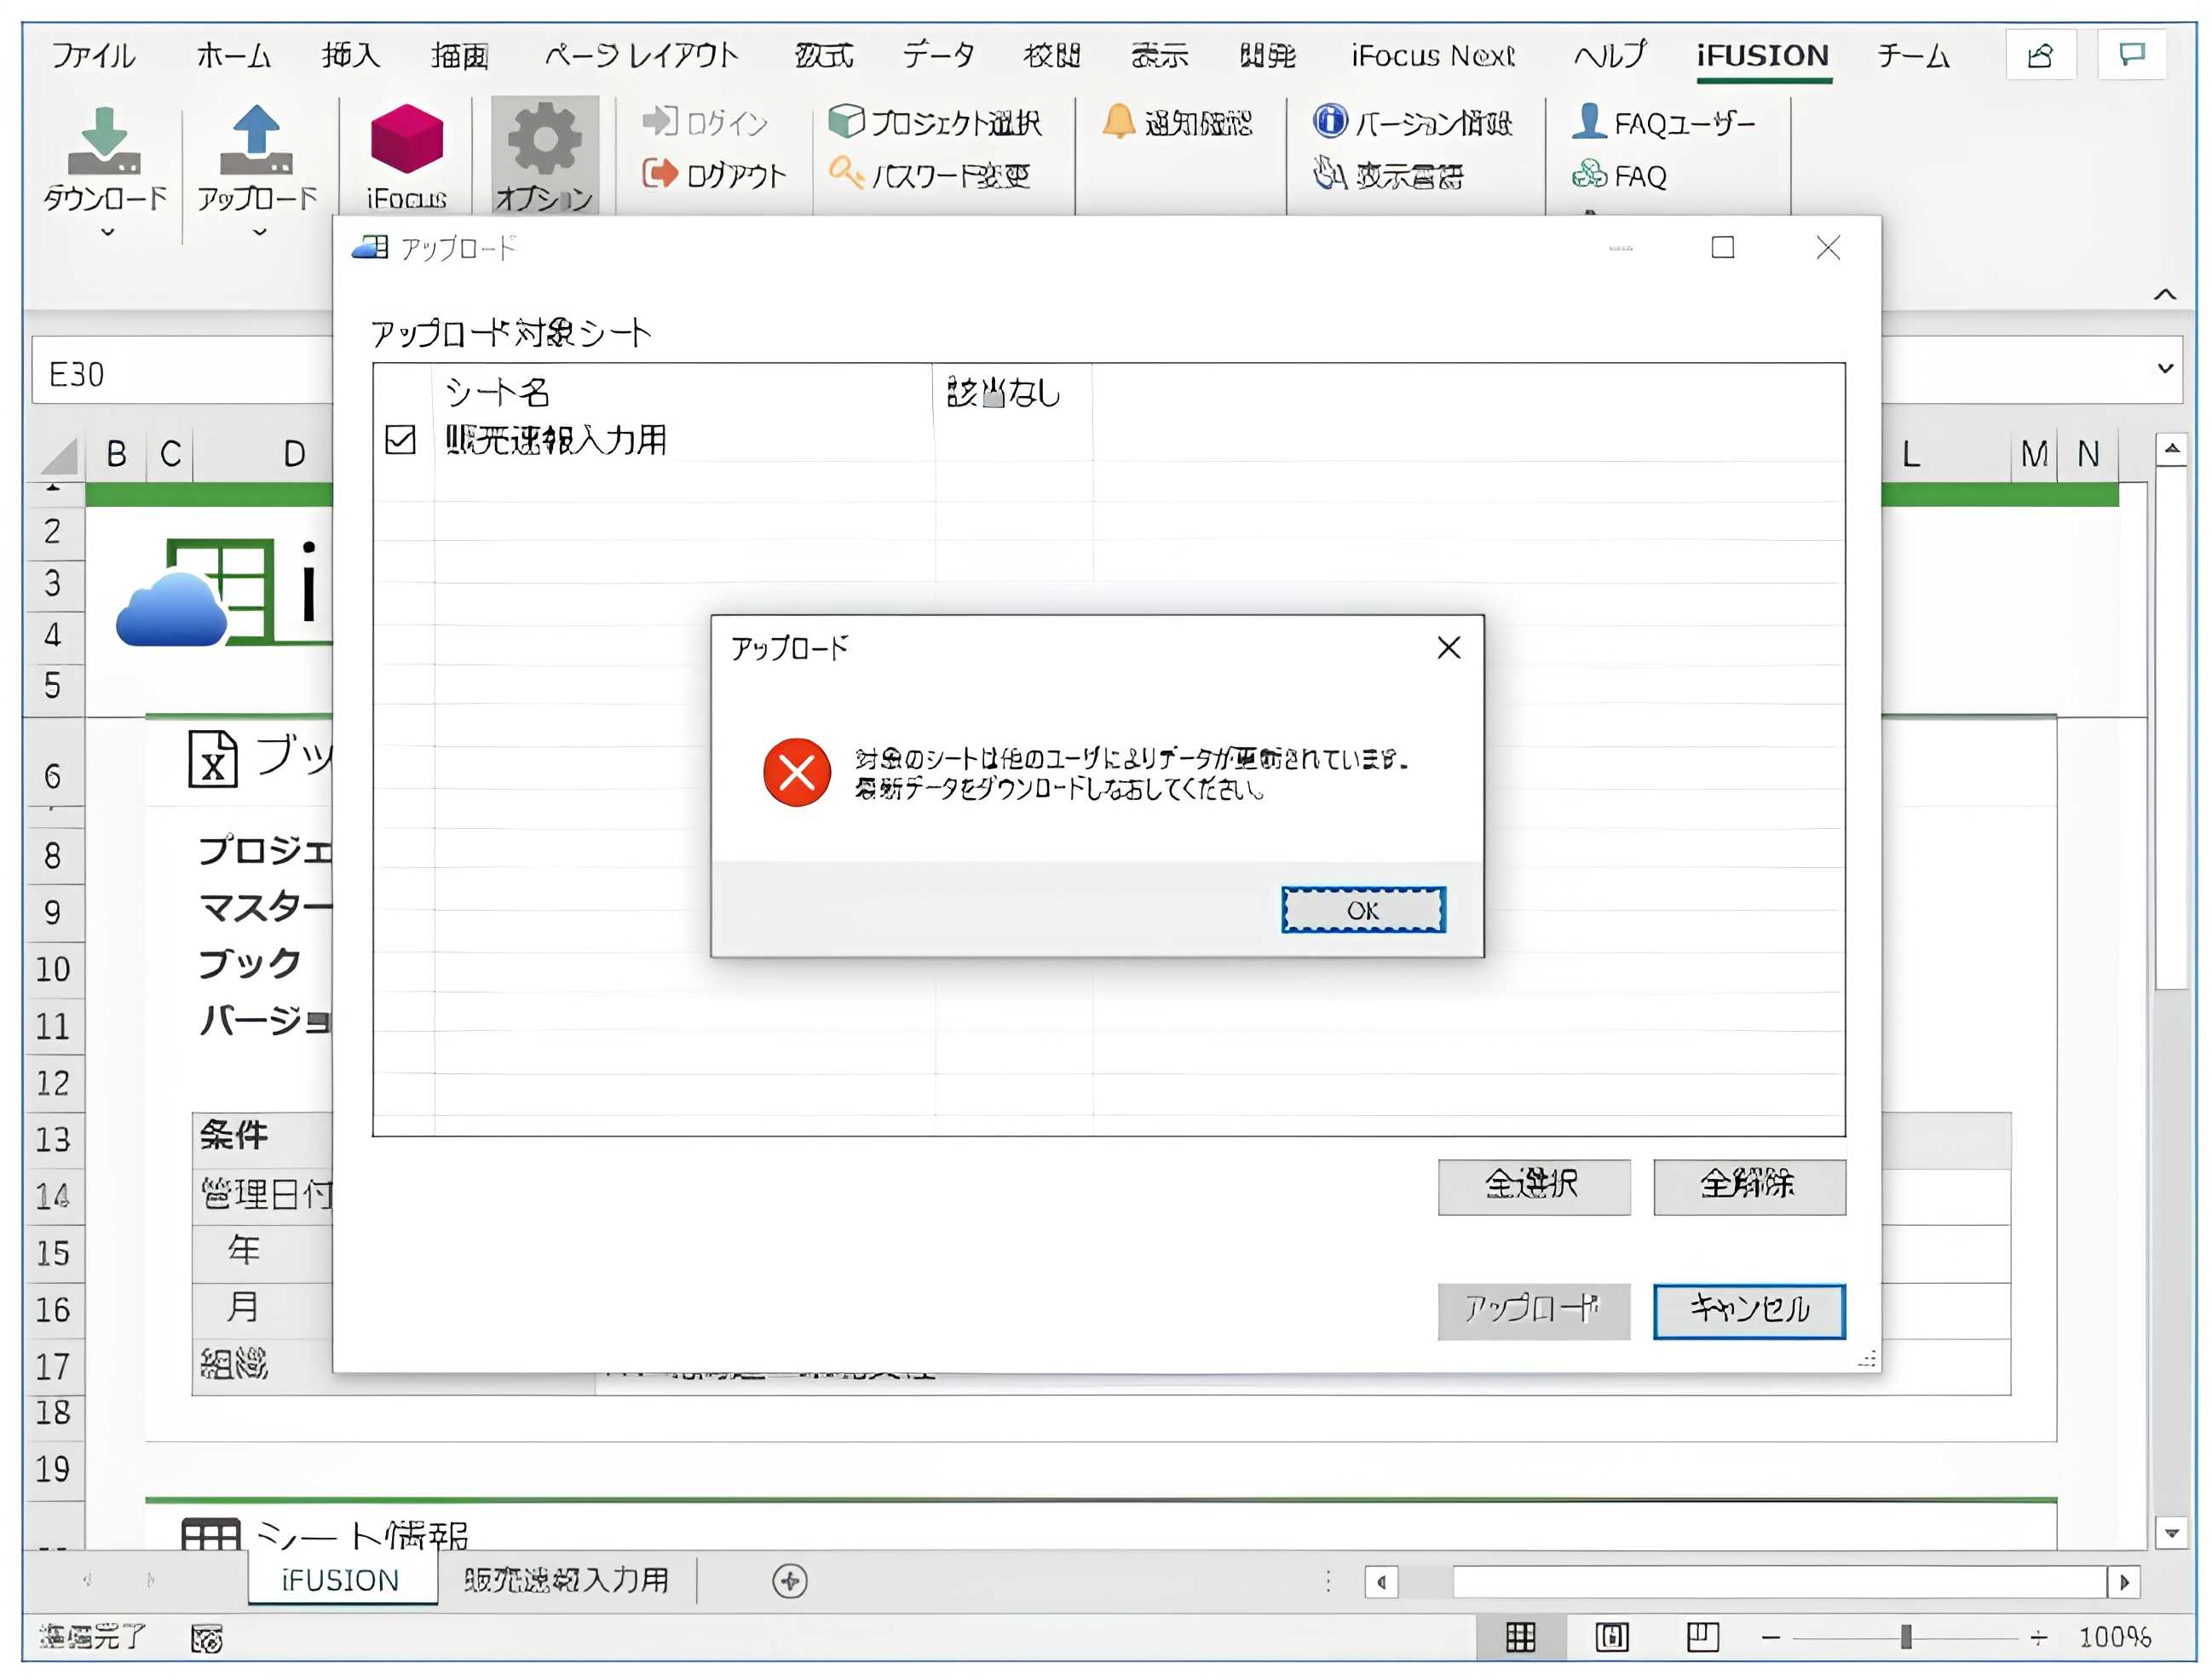 ファイル ホーム 挿入 描画 ページ レイアウト 数式 データ 校閲 表示 開発 iFocus Next ヘルプ iFUSION チーム
ダウンロード アップロード iFocus オプション
ログイン プロジェクト選択 通知機能 バージョン情報 FAQユーザー
ログアウト パスワード変更 表示言語 FAQ
アップロード
アップロード対象シート
E30
シート名 該当なし
販売速報入力用
B C D L M N
2
3
4
5
6
8
9
10
11
12
13
14
15
16
17
18
19
i
アップロード
対象のシートは他のユーザによりデータが更新されています。
最新データをダウンロードしなおしてください。
OK
ブッ
プロジェ
マスター
ブック
バージョ
条件
管理日付
年
月
組織
全選択 全解除
アップロード キャンセル
シート情報
iFUSION 販売速報入力用
準備完了 100%